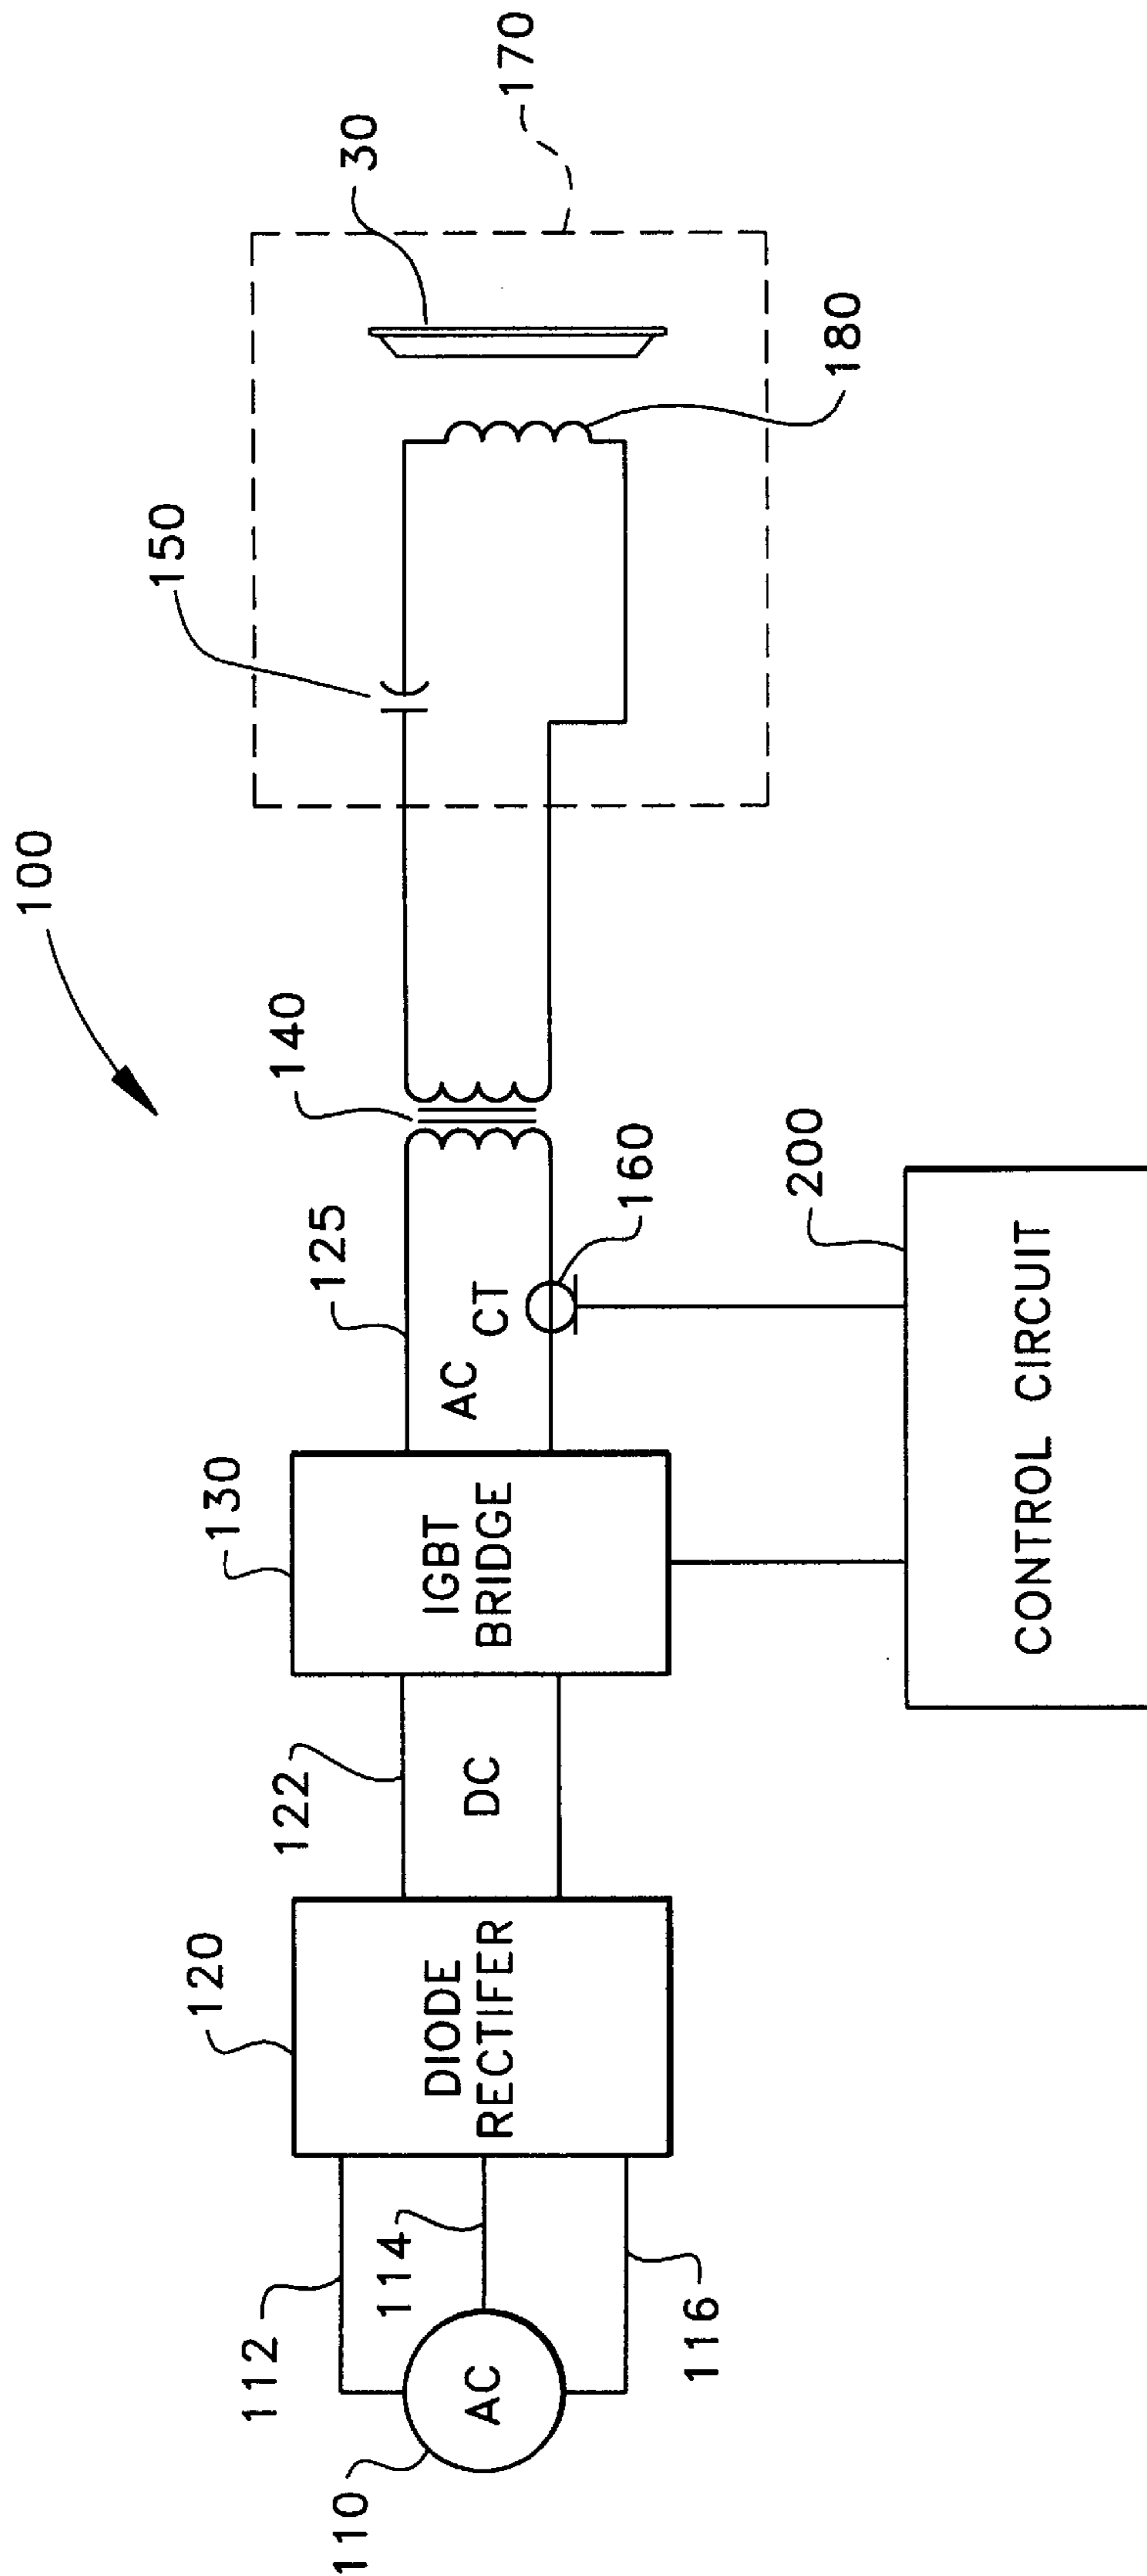 100
170
30
150
180
140
125
AC
CT
160
130
IGBT
BRIDGE
122
DC
120
DIODE
RECTIFER
112
114
116
AC
110
200
CONTROL CIRCUIT